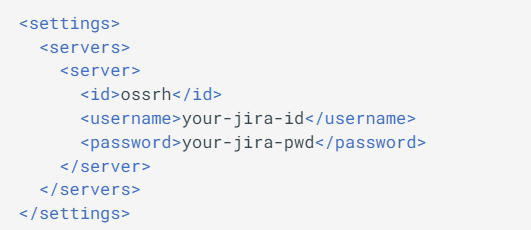 <settings>
  <servers>
    <server>
      <id>ossrh</id>
      <username>your-jira-id</username>
      <password>your-jira-pwd</password>
    </server>
  </servers>
</settings>